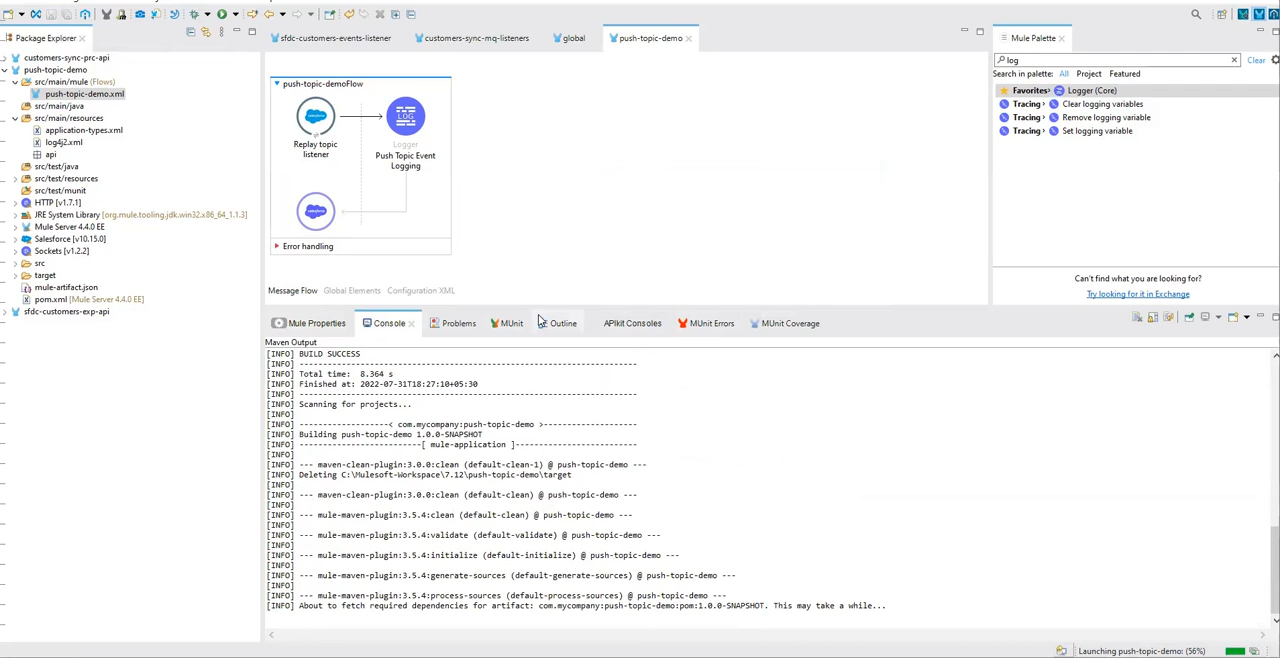 Package Explorer
customers-sync-prc-api
push-topic-demo
src/main/mule (Flows)
push-topic-demo.xml
src/main/java
src/main/resources
application-types.xml
log4j2.xml
api
src/test/java
src/test/resources
src/test/munit
HTTP [v1.7.1]
JRE System Library [org.mule.tooling.jdk.win32.x86_64_1.1.3]
Mule Server 4.4.0 EE
Salesforce [v10.15.0]
Sockets [v1.2.2]
src
target
mule-artifact.json
pom.xml [Mule Server 4.4.0 EE]
sfdc-customers-exp-api
sfdc-customers-events-listener
customers-sync-mq-listeners
global
push-topic-demo
push-topic-demoFlow
salesforce
LOG
Replay topic
listener
Logger
Push Topic Event
Logging
salesforce
Error handling
Message Flow Global Elements Configuration XML
Mule Palette
log
Clear
Search in palette: All Project Featured
Favorites Logger (Core)
Tracing Clear logging variables
Tracing Remove logging variable
Tracing Set logging variable
Can't find what you are looking for?
Try looking for it in Exchange
Mule Properties
Console
Problems
MUnit
Outline
APIkit Consoles
MUnit Errors
MUnit Coverage
Maven Output
[INFO] BUILD SUCCESS
[INFO] ------------------------------------------------------------------------
[INFO] Total time:  8.364 s
[INFO] Finished at: 2022-07-31T18:27:10+05:30
[INFO] ------------------------------------------------------------------------
[INFO] Scanning for projects...
[INFO]
[INFO] -------------------< com.mycompany:push-topic-demo >--------------------
[INFO] Building push-topic-demo 1.0.0-SNAPSHOT
[INFO] --------------------------[ mule-application ]--------------------------
[INFO]
[INFO] --- maven-clean-plugin:3.0.0:clean (default-clean-1) @ push-topic-demo ---
[INFO] Deleting C:\Mulesoft-Workspace\7.12\push-topic-demo\target
[INFO]
[INFO] --- maven-clean-plugin:3.0.0:clean (default-clean) @ push-topic-demo ---
[INFO]
[INFO] --- mule-maven-plugin:3.5.4:clean (default-clean) @ push-topic-demo ---
[INFO]
[INFO] --- mule-maven-plugin:3.5.4:validate (default-validate) @ push-topic-demo ---
[INFO]
[INFO] --- mule-maven-plugin:3.5.4:initialize (default-initialize) @ push-topic-demo ---
[INFO]
[INFO] --- mule-maven-plugin:3.5.4:generate-sources (default-generate-sources) @ push-topic-demo ---
[INFO]
[INFO] --- mule-maven-plugin:3.5.4:process-sources (default-process-sources) @ push-topic-demo ---
[INFO] About to fetch required dependencies for artifact: com.mycompany:push-topic-demo:pom:1.0.0-SNAPSHOT. This may take a while...
Launching push-topic-demo: (56%)